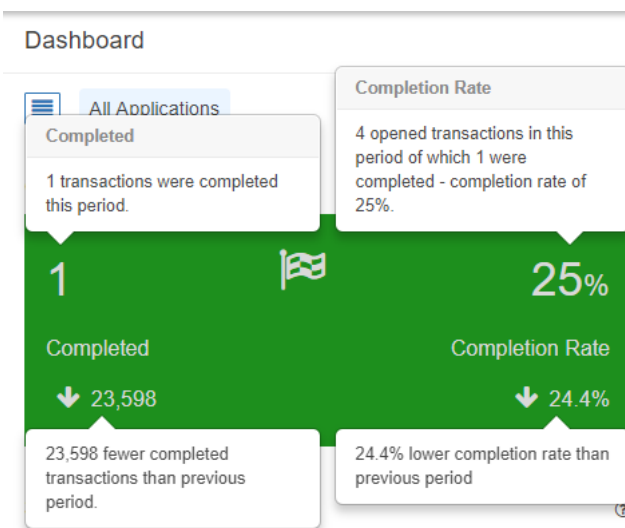 Dashboard
All Applications
Completed
1 transactions were completed
this period.
Completion Rate
4 opened transactions in this
period of which 1 were
completed - completion rate of
25%.
1
25%
Completed
Completion Rate
23,598
24.4%
23,598 fewer completed
transactions than previous
period.
24.4% lower completion rate than
previous period